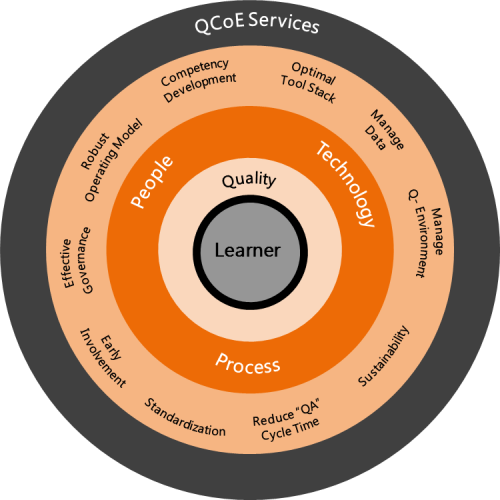 QCoE Services
Competency
Development
Optimal
Tool Stack
Manage
Data
Manage
Q- Environment
Sustainability
Reduce "QA"
Cycle Time
Standardization
Early
Involvement
Effective
Governance
Robust
Operating Model
People
Technology
Process
Quality
Learner